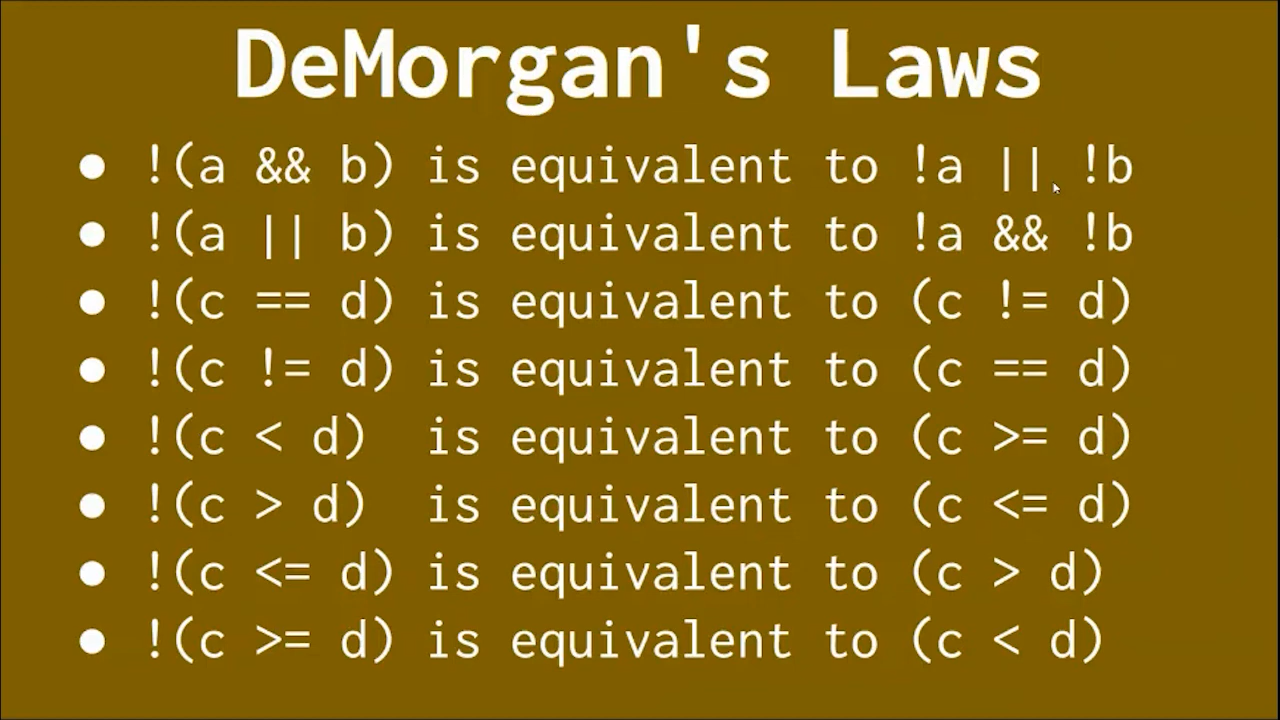 DeMorgan's Laws
● !(a && b) is equivalent to !a || !b
● !(a || b) is equivalent to !a && !b
● !(c == d) is equivalent to (c != d)
● !(c != d) is equivalent to (c == d)
● !(c < d)  is equivalent to (c >= d)
● !(c > d)  is equivalent to (c <= d)
● !(c <= d) is equivalent to (c > d)
● !(c >= d) is equivalent to (c < d)